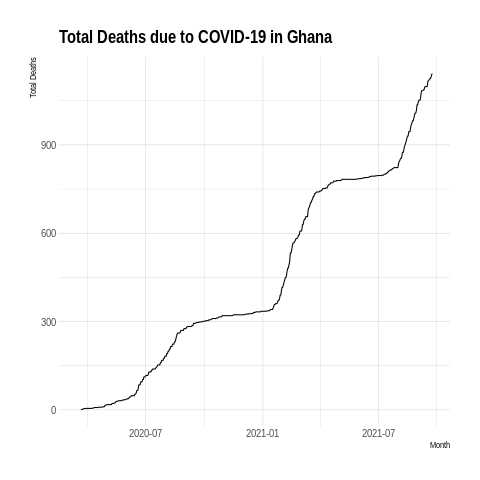 Total Deaths due to COVID-19 in Ghana
Total Deaths
900
600
300
0
2020-07
2021-01
2021-07
Month